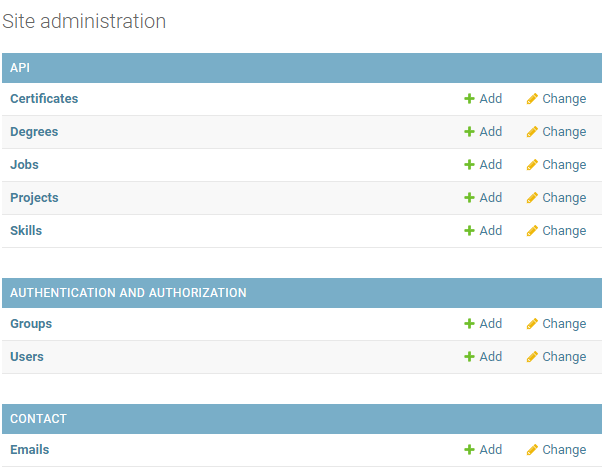 Site administration
API
Certificates Add Change
Degrees Add Change
Jobs Add Change
Projects Add Change
Skills Add Change
AUTHENTICATION AND AUTHORIZATION
Groups Add Change
Users Add Change
CONTACT
Emails Add Change